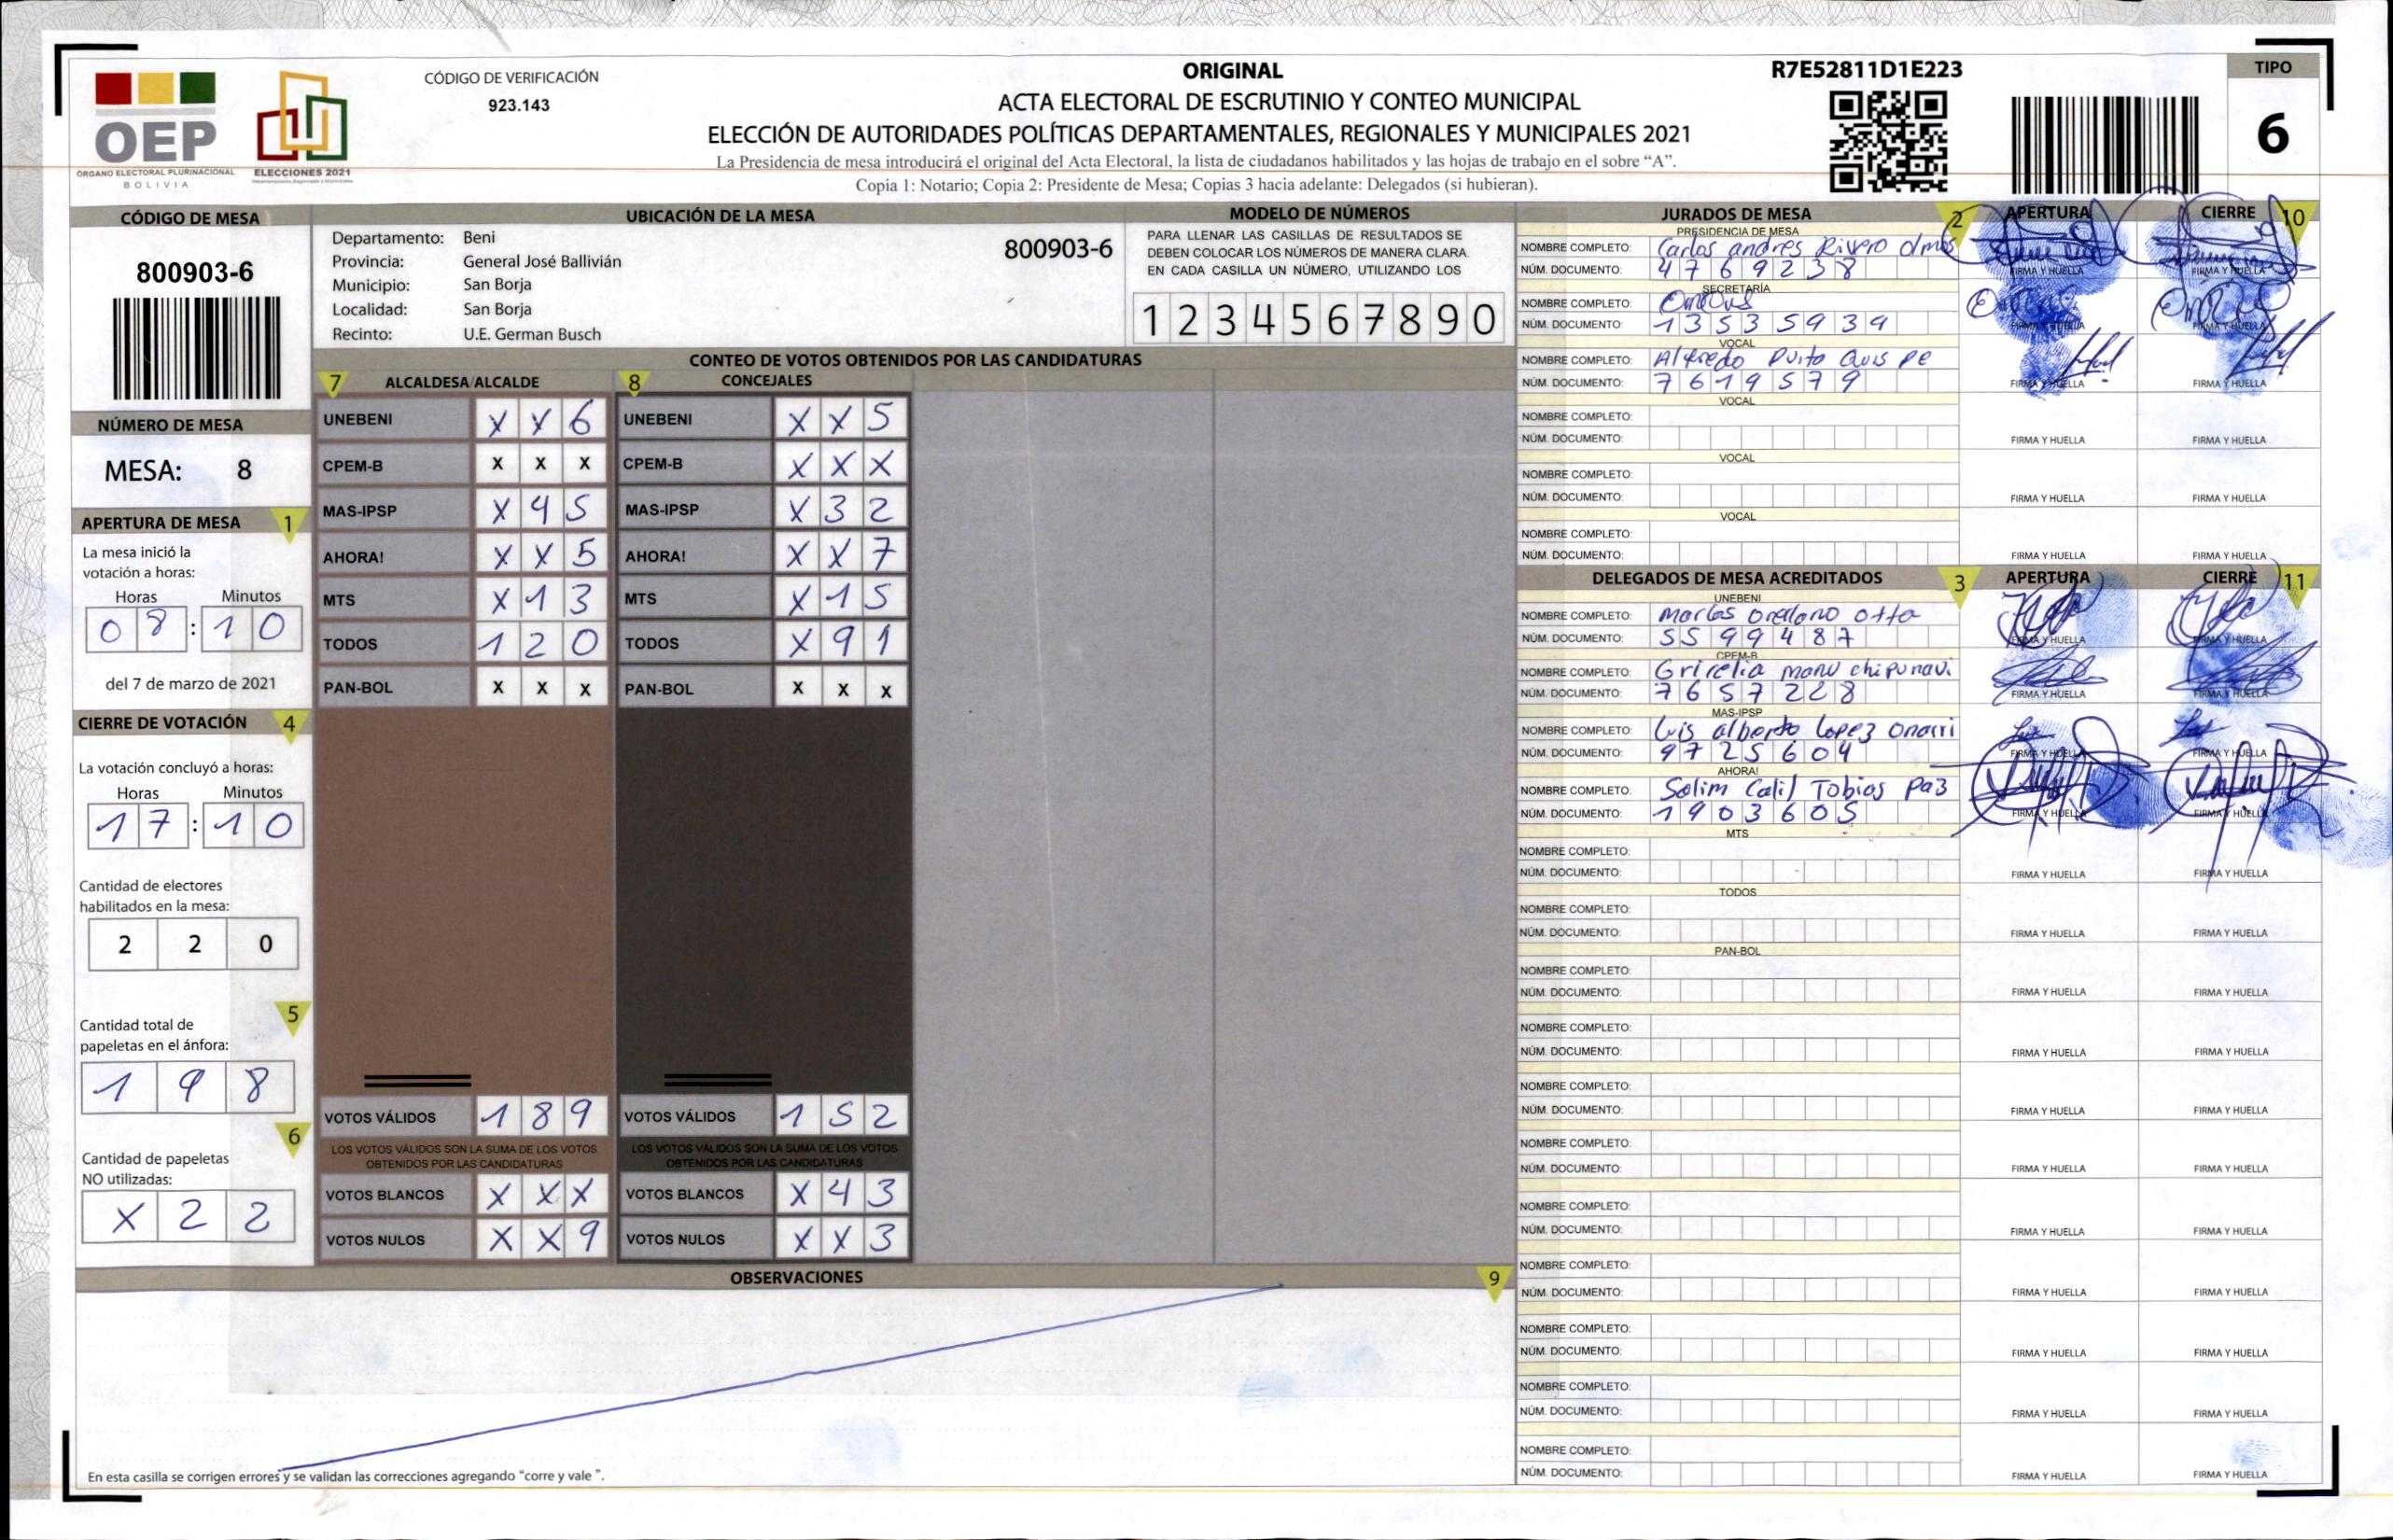 OEP
ÓRGANO ELECTORAL PLURINACIONAL
BOLIVIA
ELECCIONES 2021
CÓDIGO DE VERIFICACIÓN
923.143
ORIGINAL
ACTA ELECTORAL DE ESCRUTINIO Y CONTEO MUNICIPAL
ELECCIÓN DE AUTORIDADES POLÍTICAS DEPARTAMENTALES, REGIONALES Y MUNICIPALES 2021
La Presidencia de mesa introducirá el original del Acta Electoral, la lista de ciudadanos habilitados y las hojas de trabajo en el sobre “A”.
Copia 1: Notario; Copia 2: Presidente de Mesa; Copias 3 hacia adelante: Delegados (si hubieran).
R7E52811D1E223
TIPO
6
CÓDIGO DE MESA
800903-6
NÚMERO DE MESA
MESA: 8
APERTURA DE MESA 1
La mesa inició la
votación a horas:
Horas Minutos
0 8 : 1 0
del 7 de marzo de 2021
CIERRE DE VOTACIÓN 4
La votación concluyó a horas:
Horas Minutos
1 7 : 1 0
Cantidad de electores
habilitados en la mesa:
2 2 0
5
Cantidad total de
papeletas en el ánfora:
1 9 8
6
Cantidad de papeletas
NO utilizadas:
X 2 2
UBICACIÓN DE LA MESA
Departamento: Beni
Provincia: General José Ballivián
Municipio: San Borja
Localidad: San Borja
Recinto: U.E. German Busch
800903-6
MODELO DE NÚMEROS
PARA LLENAR LAS CASILLAS DE RESULTADOS SE
DEBEN COLOCAR LOS NÚMEROS DE MANERA CLARA
EN CADA CASILLA UN NÚMERO, UTILIZANDO LOS
1 2 3 4 5 6 7 8 9 0
CONTEO DE VOTOS OBTENIDOS POR LAS CANDIDATURAS
7 ALCALDESA/ALCALDE 8 CONCEJALES
UNEBENI X X 6 UNEBENI X X 5
CPEM-B X X X CPEM-B X X X
MAS-IPSP X 4 5 MAS-IPSP X 3 2
AHORA! X X 5 AHORA! X X 7
MTS X 1 3 MTS X 1 5
TODOS 1 2 0 TODOS X 9 1
PAN-BOL X X X PAN-BOL X X X
VOTOS VÁLIDOS 1 8 9 VOTOS VÁLIDOS 1 5 2
LOS VOTOS VÁLIDOS SON LA SUMA DE LOS VOTOS LOS VOTOS VÁLIDOS SON LA SUMA DE LOS VOTOS
OBTENIDOS POR LAS CANDIDATURAS OBTENIDOS POR LAS CANDIDATURAS
VOTOS BLANCOS X X X VOTOS BLANCOS X 4 3
VOTOS NULOS X X 9 VOTOS NULOS X X 3
OBSERVACIONES 9
En esta casilla se corrigen errores y se validan las correcciones agregando “corre y vale ”.
JURADOS DE MESA 2 APERTURA CIERRE 10
PRESIDENCIA DE MESA
NOMBRE COMPLETO: Carlos andres Rivero Olmos
NÚM. DOCUMENTO: 4 7 6 9 2 3 8 FIRMA Y HUELLA FIRMA Y HUELLA
SECRETARÍA
NOMBRE COMPLETO:
NÚM. DOCUMENTO: 1 3 5 3 5 9 3 9 FIRMA Y HUELLA FIRMA Y HUELLA
VOCAL
NOMBRE COMPLETO: Alfredo Puito Quispe
NÚM. DOCUMENTO: 7 6 1 9 5 7 9 FIRMA Y HUELLA FIRMA Y HUELLA
VOCAL
NOMBRE COMPLETO:
NÚM. DOCUMENTO: FIRMA Y HUELLA FIRMA Y HUELLA
VOCAL
NOMBRE COMPLETO:
NÚM. DOCUMENTO: FIRMA Y HUELLA FIRMA Y HUELLA
VOCAL
NOMBRE COMPLETO:
NÚM. DOCUMENTO: FIRMA Y HUELLA FIRMA Y HUELLA
DELEGADOS DE MESA ACREDITADOS 3 APERTURA CIERRE 11
UNEBENI
NOMBRE COMPLETO: Marlos Orellano Otta
NÚM. DOCUMENTO: 5 5 9 9 4 8 7 FIRMA Y HUELLA FIRMA Y HUELLA
CPEM-B
NOMBRE COMPLETO: Gricelia manu chipunavi
NÚM. DOCUMENTO: 7 6 5 7 2 2 8 FIRMA Y HUELLA FIRMA Y HUELLA
MAS-IPSP
NOMBRE COMPLETO: Luis alberto Lopez Onarri
NÚM. DOCUMENTO: 9 7 2 5 6 0 4 FIRMA Y HUELLA FIRMA Y HUELLA
AHORA!
NOMBRE COMPLETO: Selim Calil Tobias Paz
NÚM. DOCUMENTO: 1 9 0 3 6 0 5 FIRMA Y HUELLA FIRMA Y HUELLA
MTS
NOMBRE COMPLETO:
NÚM. DOCUMENTO: FIRMA Y HUELLA FIRMA Y HUELLA
TODOS
NOMBRE COMPLETO:
NÚM. DOCUMENTO: FIRMA Y HUELLA FIRMA Y HUELLA
PAN-BOL
NOMBRE COMPLETO:
NÚM. DOCUMENTO: FIRMA Y HUELLA FIRMA Y HUELLA
NOMBRE COMPLETO:
NÚM. DOCUMENTO: FIRMA Y HUELLA FIRMA Y HUELLA
NOMBRE COMPLETO:
NÚM. DOCUMENTO: FIRMA Y HUELLA FIRMA Y HUELLA
NOMBRE COMPLETO:
NÚM. DOCUMENTO: FIRMA Y HUELLA FIRMA Y HUELLA
NOMBRE COMPLETO:
NÚM. DOCUMENTO: FIRMA Y HUELLA FIRMA Y HUELLA
NOMBRE COMPLETO:
NÚM. DOCUMENTO: FIRMA Y HUELLA FIRMA Y HUELLA
NOMBRE COMPLETO:
NÚM. DOCUMENTO: FIRMA Y HUELLA FIRMA Y HUELLA
NOMBRE COMPLETO:
NÚM. DOCUMENTO: FIRMA Y HUELLA FIRMA Y HUELLA
NOMBRE COMPLETO:
NÚM. DOCUMENTO: FIRMA Y HUELLA FIRMA Y HUELLA